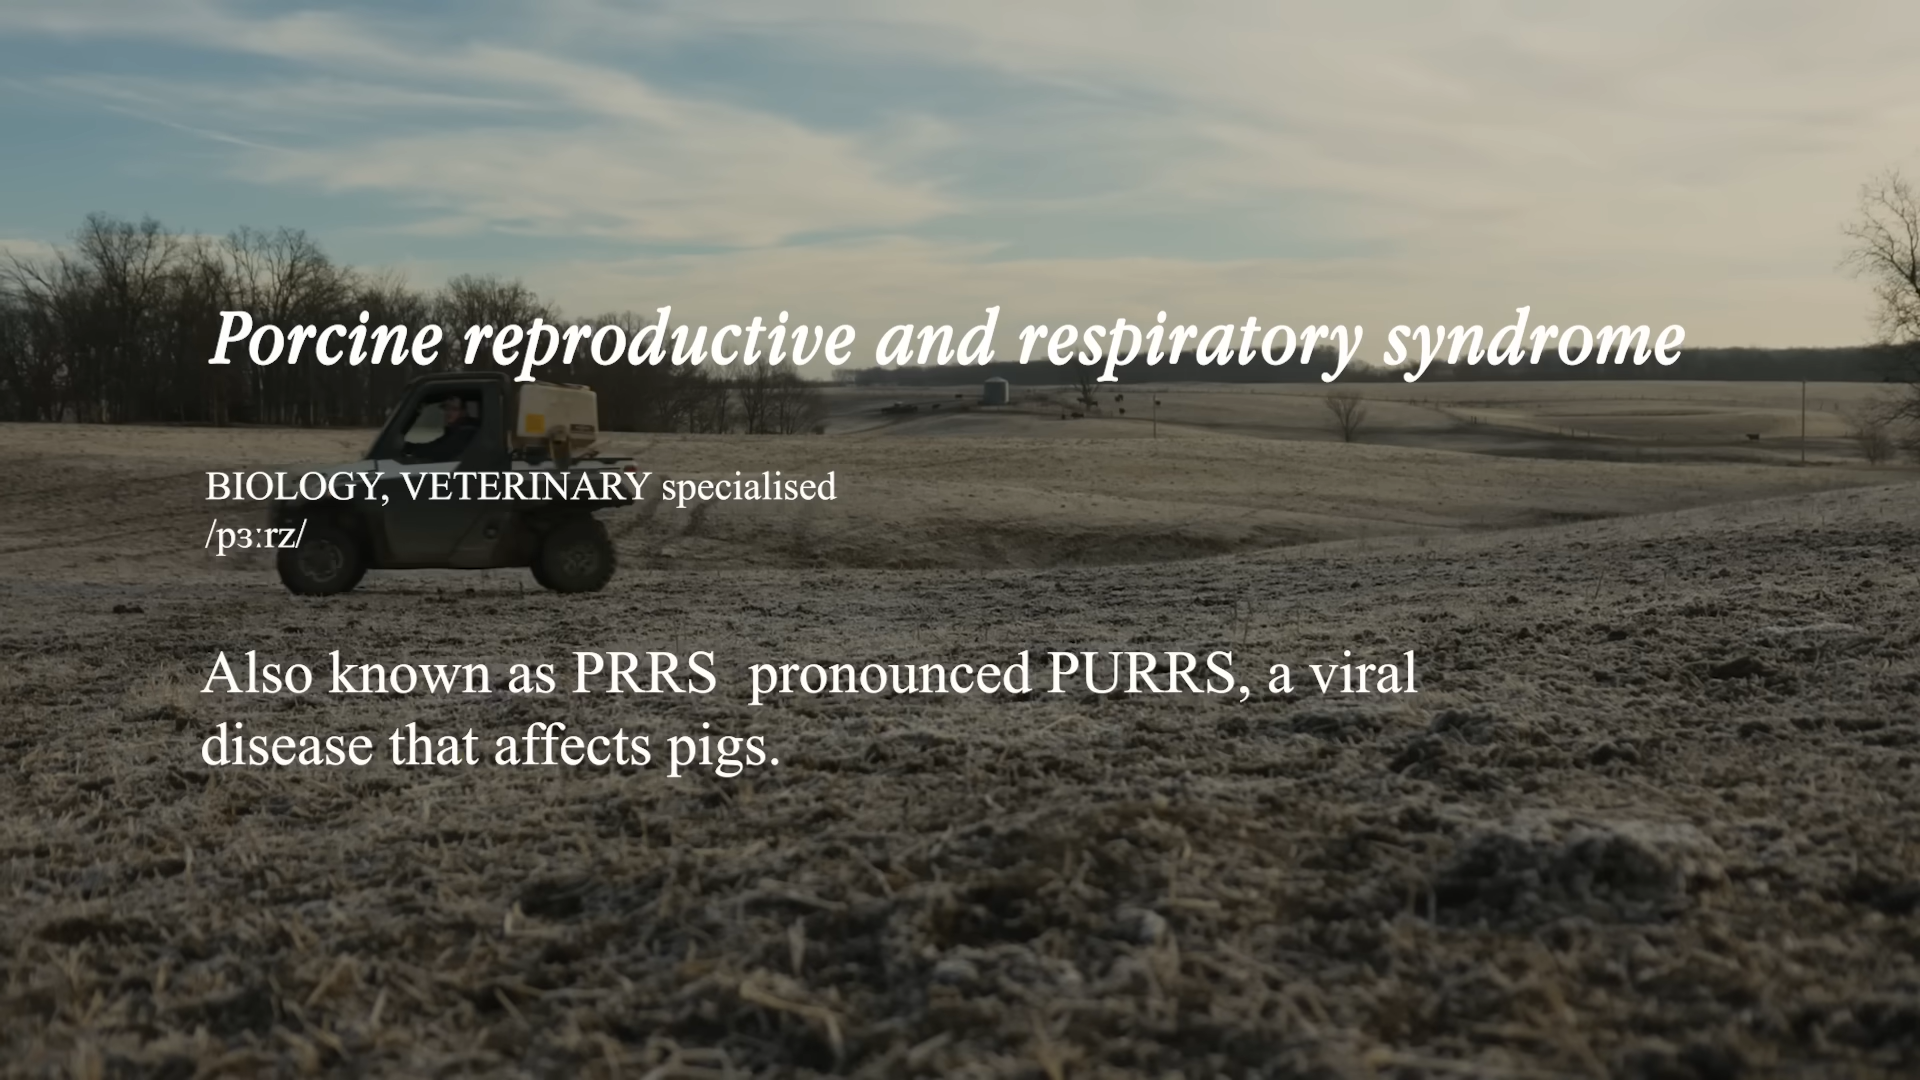 Porcine reproductive and respiratory syndrome
BIOLOGY, VETERINARY specialised
/pɜːrz/
Also known as PRRS  pronounced PURRS, a viral
disease that affects pigs.